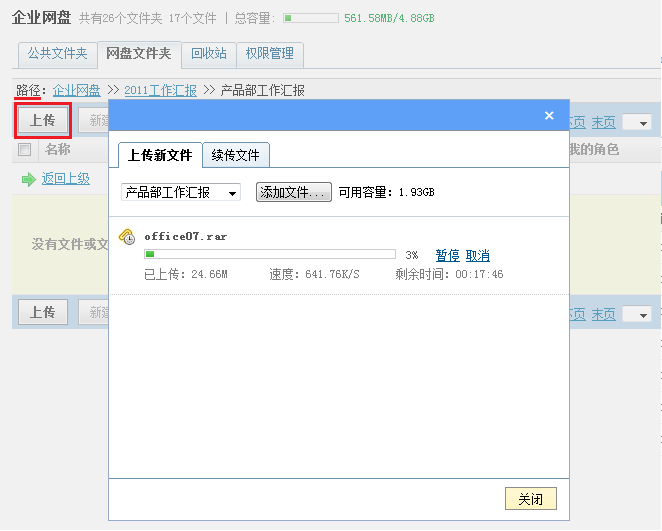 企业网盘 共有26个文件夹 17个文件 | 总容量: 561.58MB/4.88GB
公共文件夹 网盘文件夹 回收站 权限管理
路径: 企业网盘 >> 2011工作汇报 >> 产品部工作汇报
上传 新建 末页
×
名称 我的角色
上传新文件 续传文件
返回上级
产品部工作汇报 添加文件... 可用容量: 1.93GB
没有文件或文
office07.rar
3% 暂停 取消
已上传: 24.66M 速度: 641.76K/S 剩余时间: 00:17:46
上传 新建 末页
关闭